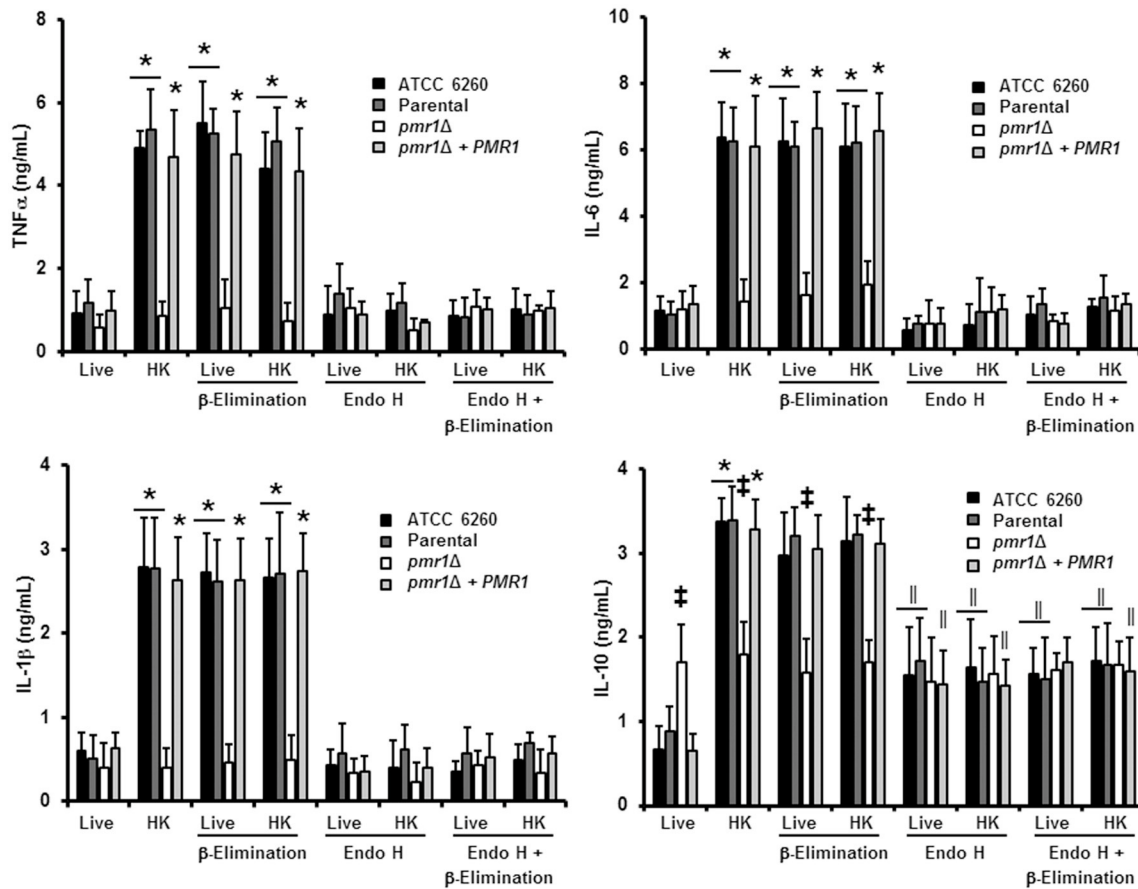 TNFα (ng/mL)
8
6
4
2
0
* * * * * *
ATCC 6260
Parental
pmr1Δ
pmr1Δ + PMR1
Live HK Live HK Live HK Live HK
β-Elimination Endo H Endo H +
β-Elimination
IL-6 (ng/mL)
10
8
6
4
2
0
* * * * * *
ATCC 6260
Parental
pmr1Δ
pmr1Δ + PMR1
Live HK Live HK Live HK Live HK
β-Elimination Endo H Endo H +
β-Elimination
IL-1β (ng/mL)
4
3
2
1
0
* * * * * *
ATCC 6260
Parental
pmr1Δ
pmr1Δ + PMR1
Live HK Live HK Live HK Live HK
β-Elimination Endo H Endo H +
β-Elimination
IL-10 (ng/mL)
4
3
2
1
0
‡ * ‡ * ‡ ‡ || || || || || || ||
ATCC 6260
Parental
pmr1Δ
pmr1Δ + PMR1
Live HK Live HK Live HK Live HK
β-Elimination Endo H Endo H +
β-Elimination